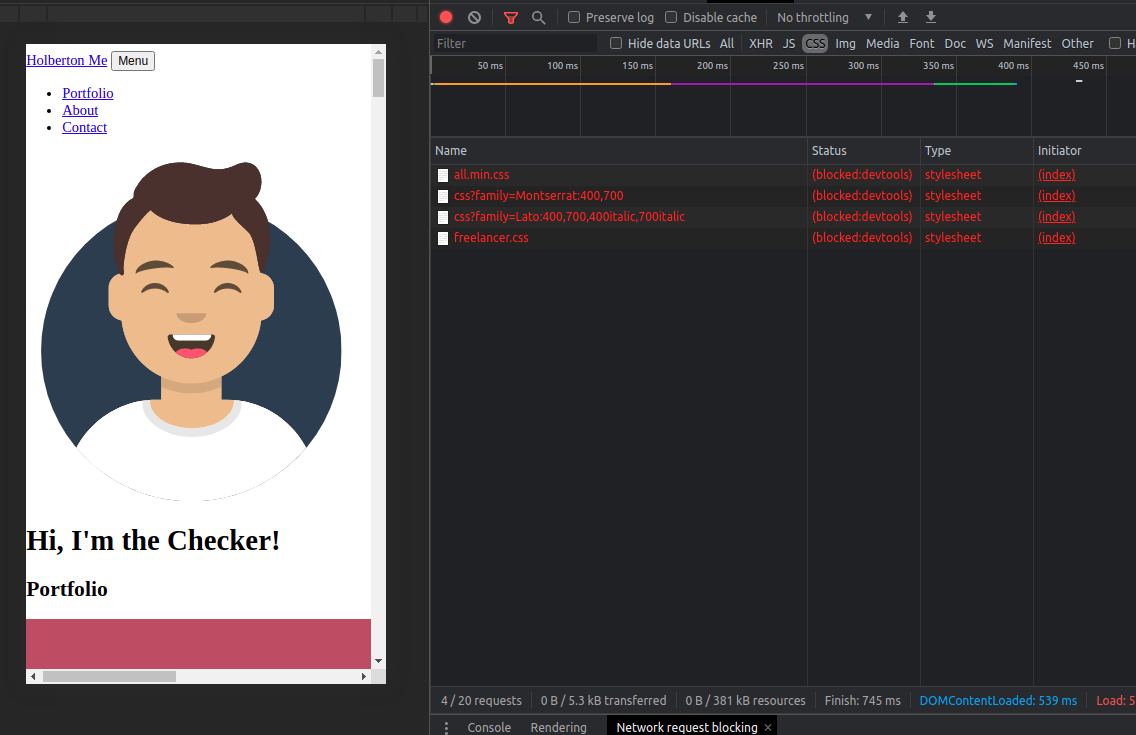 Holberton Me Menu
Portfolio
About
Contact
Hi, I'm the Checker!
Portfolio
Preserve log Disable cache No throttling
Filter Hide data URLs All XHR JS CSS Img Media Font Doc WS Manifest Other H
50 ms 100 ms 150 ms 200 ms 250 ms 300 ms 350 ms 400 ms 450 ms
Name Status Type Initiator
all.min.css (blocked:devtools) stylesheet (index)
css?family=Montserrat:400,700 (blocked:devtools) stylesheet (index)
css?family=Lato:400,700,400italic,700italic (blocked:devtools) stylesheet (index)
freelancer.css (blocked:devtools) stylesheet (index)
4 / 20 requests 0 B / 5.3 kB transferred 0 B / 381 kB resources Finish: 745 ms DOMContentLoaded: 539 ms Load: 5
Console Rendering Network request blocking ×